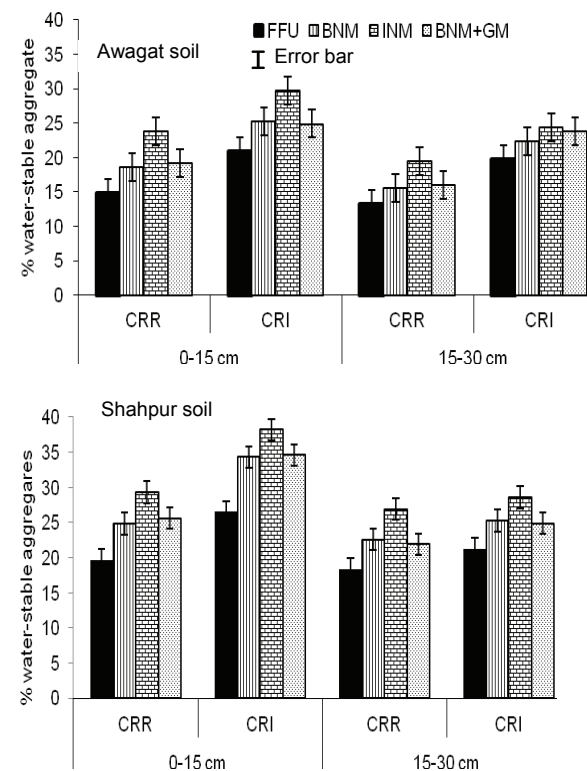 FFU BNM INM BNM+GM
Awagat soil
Error bar
% water-stable aggregate
40
35
30
25
20
15
10
5
0
CRR CRI CRR CRI
0-15 cm 15-30 cm
Shahpur soil
% water-stable aggregares
40
35
30
25
20
15
10
5
0
CRR CRI CRR CRI
0-15 cm 15-30 cm